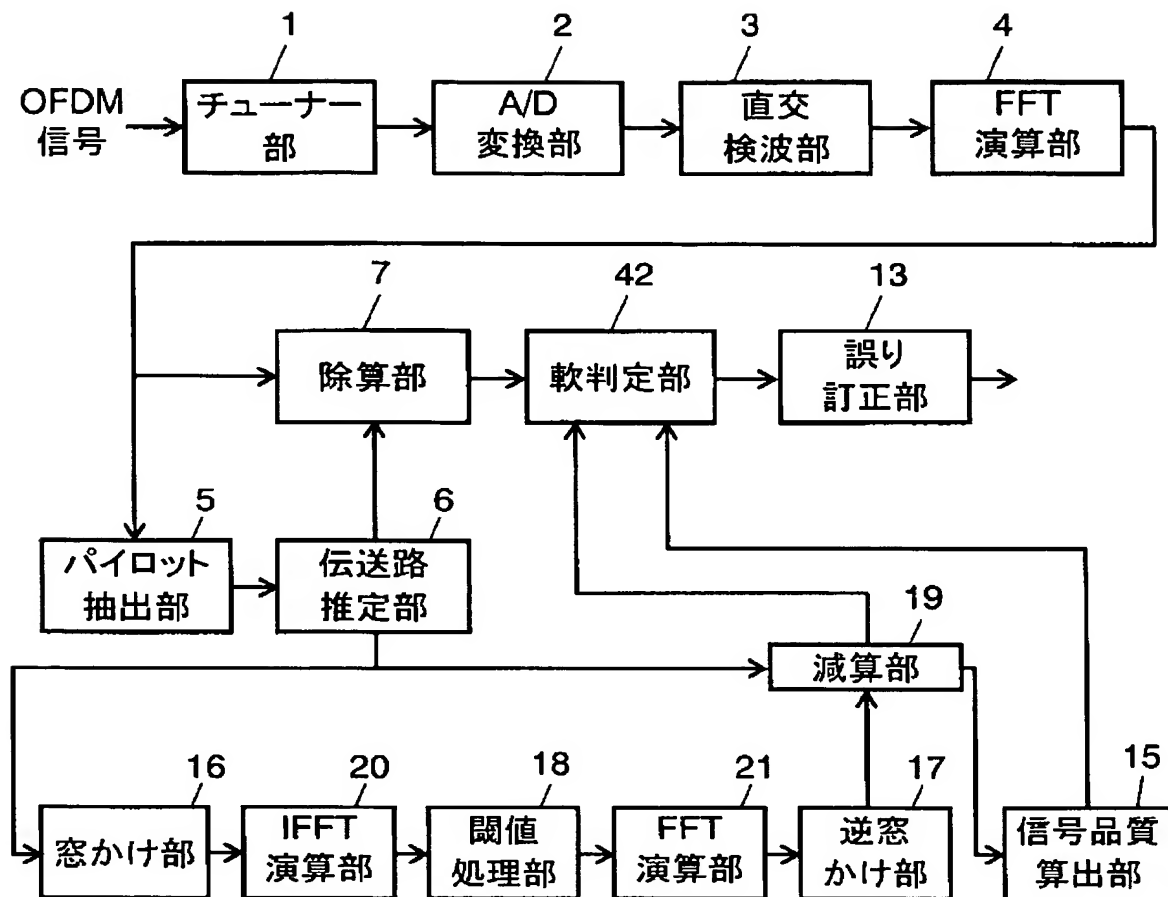 1
2
3
4
OFDM
信号
チューナー
部
A/D
変換部
直交
検波部
FFT
演算部
7
42
13
除算部
軟判定部
誤り
訂正部
5
6
パイロット
抽出部
伝送路
推定部
19
減算部
16
20
18
21
17
15
窓かけ部
IFFT
演算部
閾値
処理部
FFT
演算部
逆窓
かけ部
信号品質
算出部